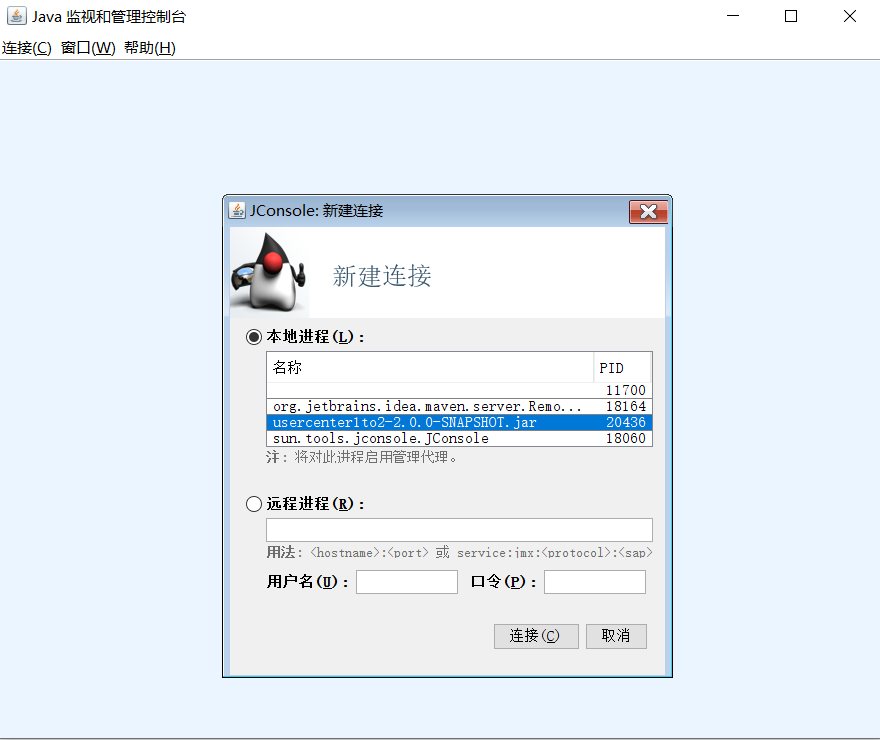 Java 监视和管理控制台
连接(C) 窗口(W) 帮助(H)
JConsole: 新建连接
新建连接
本地进程(L):
名称 PID
11700
org.jetbrains.idea.maven.server.Remo... 18164
usercenter1to2-2.0.0-SNAPSHOT.jar 20436
sun.tools.jconsole.JConsole 18060
注: 将对此进程启用管理代理。
远程进程(R):
用法: <hostname>:<port> 或 service:jmx:<protocol>:<sap>
用户名(U): 口令(P):
连接(C) 取消